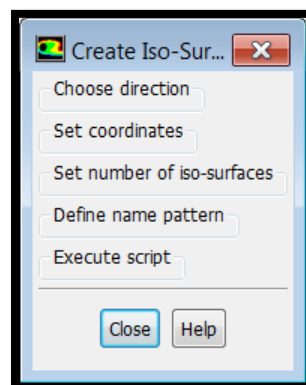 Create Iso-Sur...
Choose direction
Set coordinates
Set number of iso-surfaces
Define name pattern
Execute script
Close Help